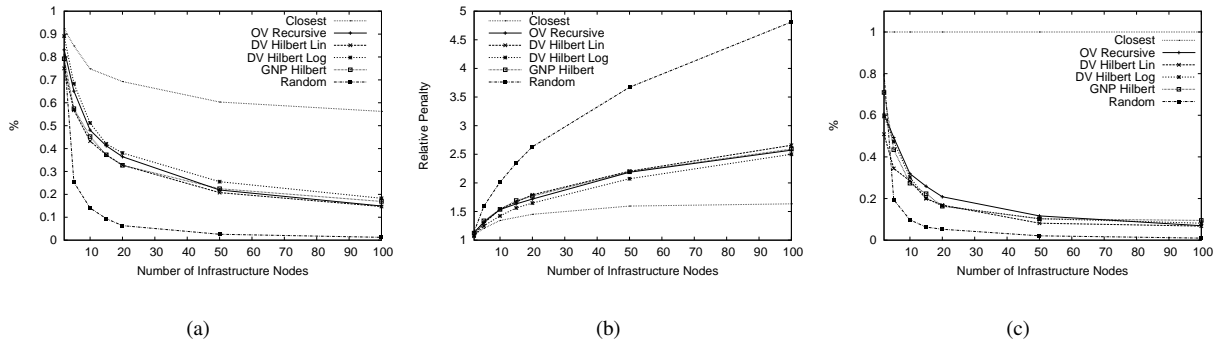 1
0.9
0.8
0.7
0.6
0.5
0.4
0.3
0.2
0.1
0
%
10 20 30 40 50 60 70 80 90 100
Number of Infrastructure Nodes
Closest
OV Recursive
DV Hilbert Lin
DV Hilbert Log
GNP Hilbert
Random
(a)
5
4.5
4
3.5
3
2.5
2
1.5
1
Relative Penalty
10 20 30 40 50 60 70 80 90 100
Number of Infrastructure Nodes
Closest
OV Recursive
DV Hilbert Lin
DV Hilbert Log
GNP Hilbert
Random
(b)
1
0.8
0.6
0.4
0.2
0
%
10 20 30 40 50 60 70 80 90 100
Number of Infrastructure Nodes
Closest
OV Recursive
DV Hilbert Lin
DV Hilbert Log
GNP Hilbert
Random
(c)